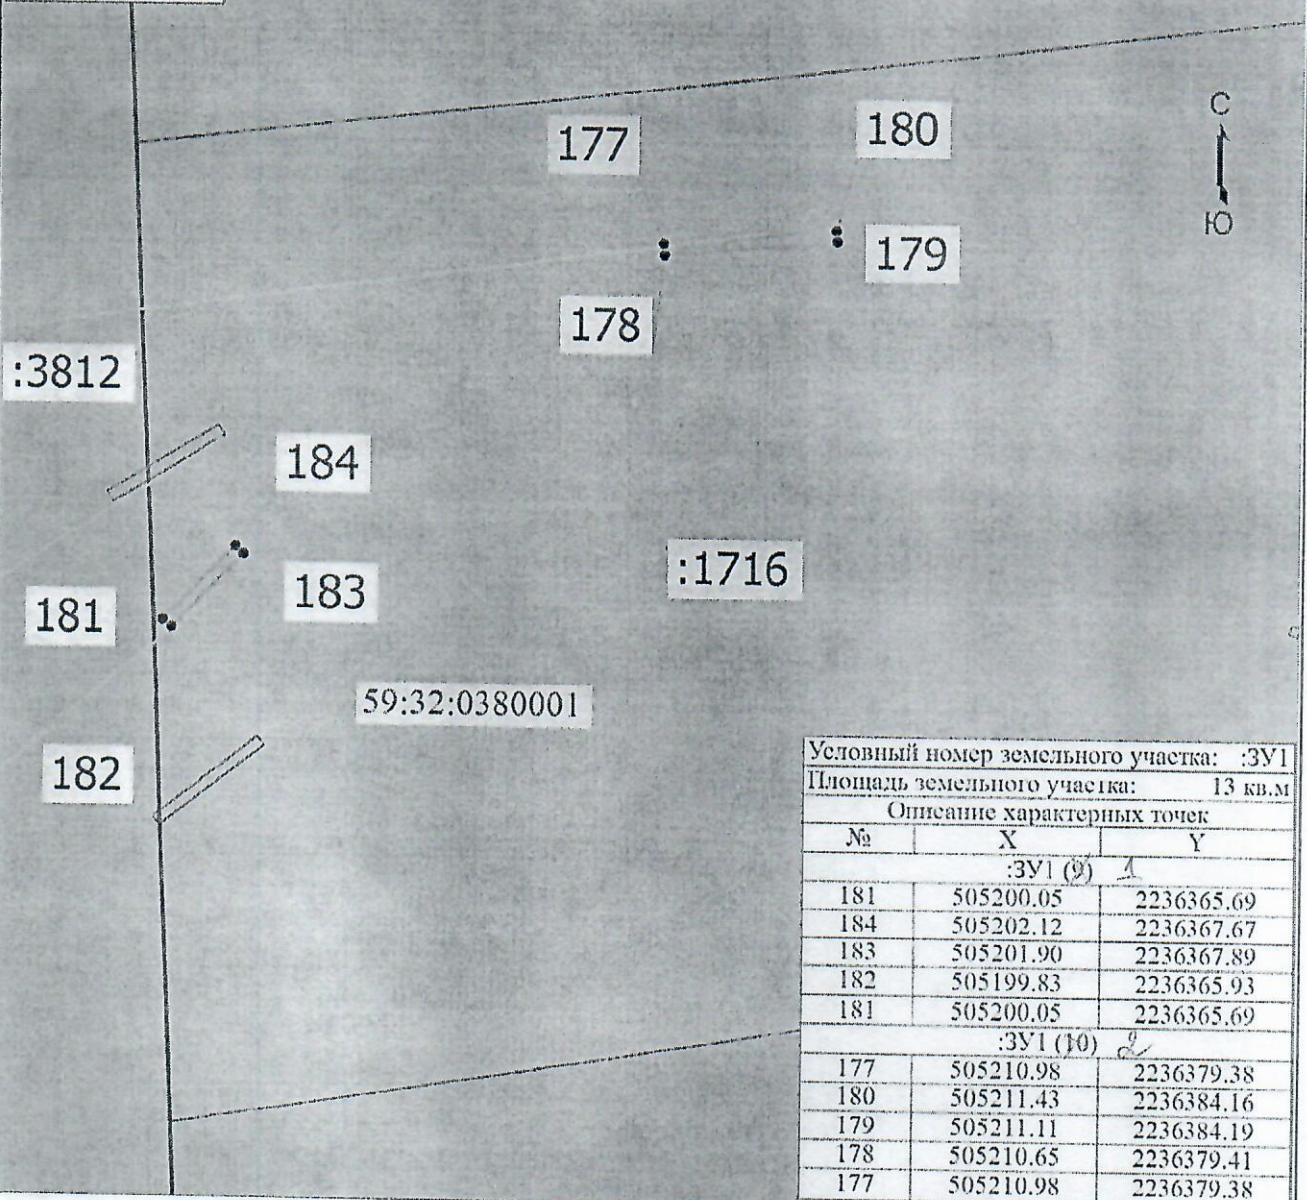 177
180
С
Ю
179
178
:3812
184
:1716
183
181
59:32:0380001
182
Условный номер земельного участка: :ЗУ1
Площадь земельного участка: 13 кв.м
Описание характерных точек
№ X Y
:ЗУ1 (9) 1
181 505200.05 2236365.69
184 505202.12 2236367.67
183 505201.90 2236367.89
182 505199.83 2236365.93
181 505200.05 2236365.69
:ЗУ1 (10) 2
177 505210.98 2236379.38
180 505211.43 2236384.16
179 505211.11 2236384.19
178 505210.65 2236379.41
177 505210.98 2236379.38